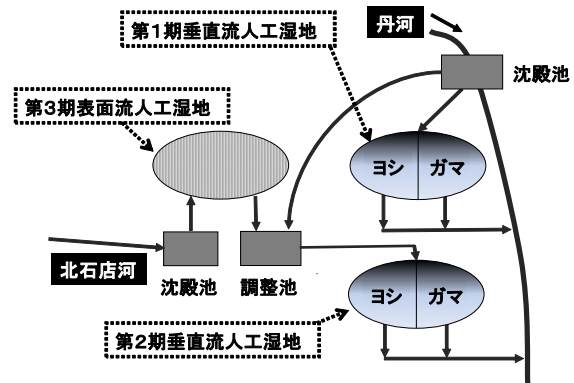 第1期垂直流人工湿地
丹河
沈殿池
第3期表面流人工湿地
ヨシ
ガマ
北石店河
沈殿池
調整池
ヨシ
ガマ
第2期垂直流人工湿地